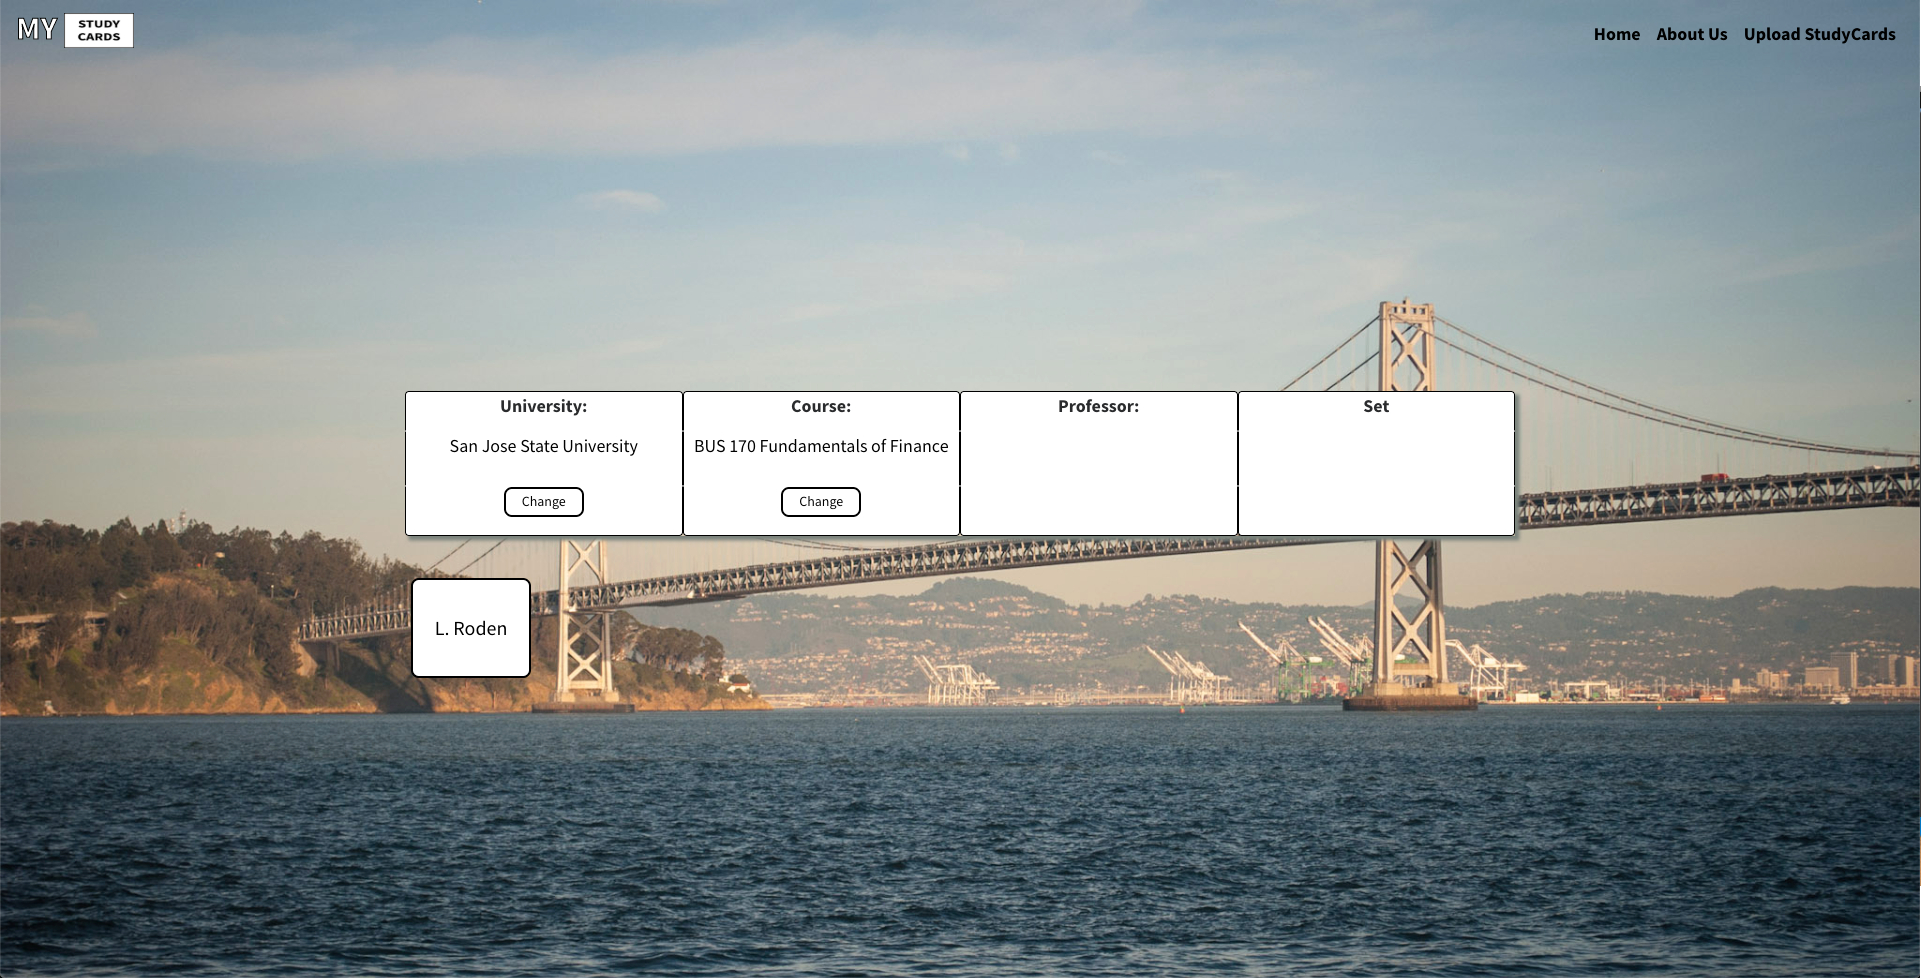 MY STUDY CARDS
Home About Us Upload StudyCards
University: Course: Professor: Set
San Jose State University BUS 170 Fundamentals of Finance
Change Change
L. Roden